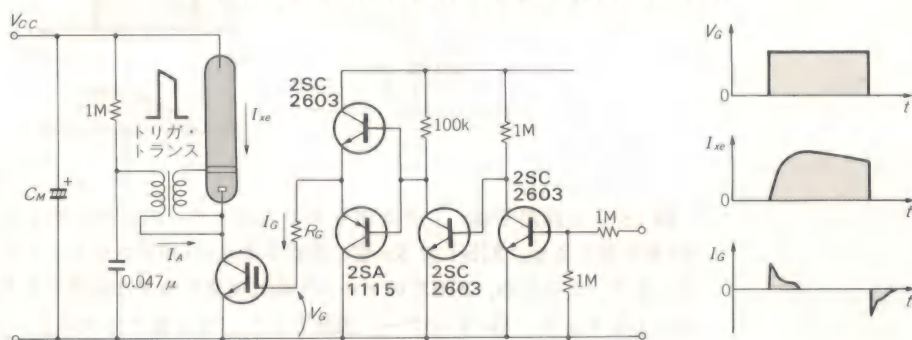 V_CC
1M
トリガ・
トランス
I_xe
C_M
+
I_A
0.047μ
2SC
2603
I_G
R_G
V_G
2SA
1115
100k
2SC
2603
1M
2SC
2603
1M
1M
V_G
0
t
I_xe
0
t
I_G
0
t